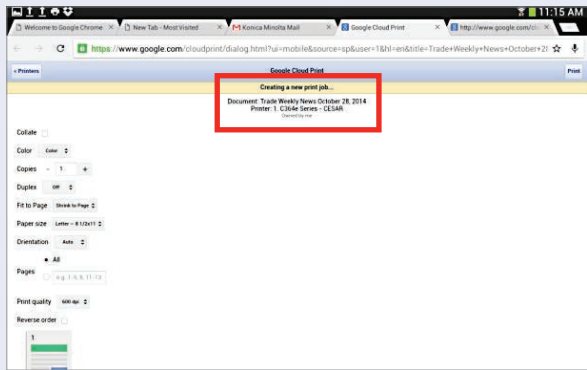 11:15 AM
Welcome to Google Chrome
New Tab - Most Visited
Konica Minolta Mail
Google Cloud Print
http://www.google.com/cl
https://www.google.com/cloudprint/dialog.html?ui=mobile&source=sp&user=1&hl=en&title=Trade+Weekly+News+October+2
Printers
Google Cloud Print
Print
Creating a new print job...
Document: Trade Weekly News October 28, 2014
Printer: 1. C364e Series - CESAR
Owned by me
Collate
Color Color
Copies - 1 +
Duplex Off
Fit to Page Shrink to Page
Paper size Letter - 8 1/2x11
Orientation Auto
All
Pages
e.g. 1-5, 8, 11-13
Print quality 600 dpi
Reverse order
1